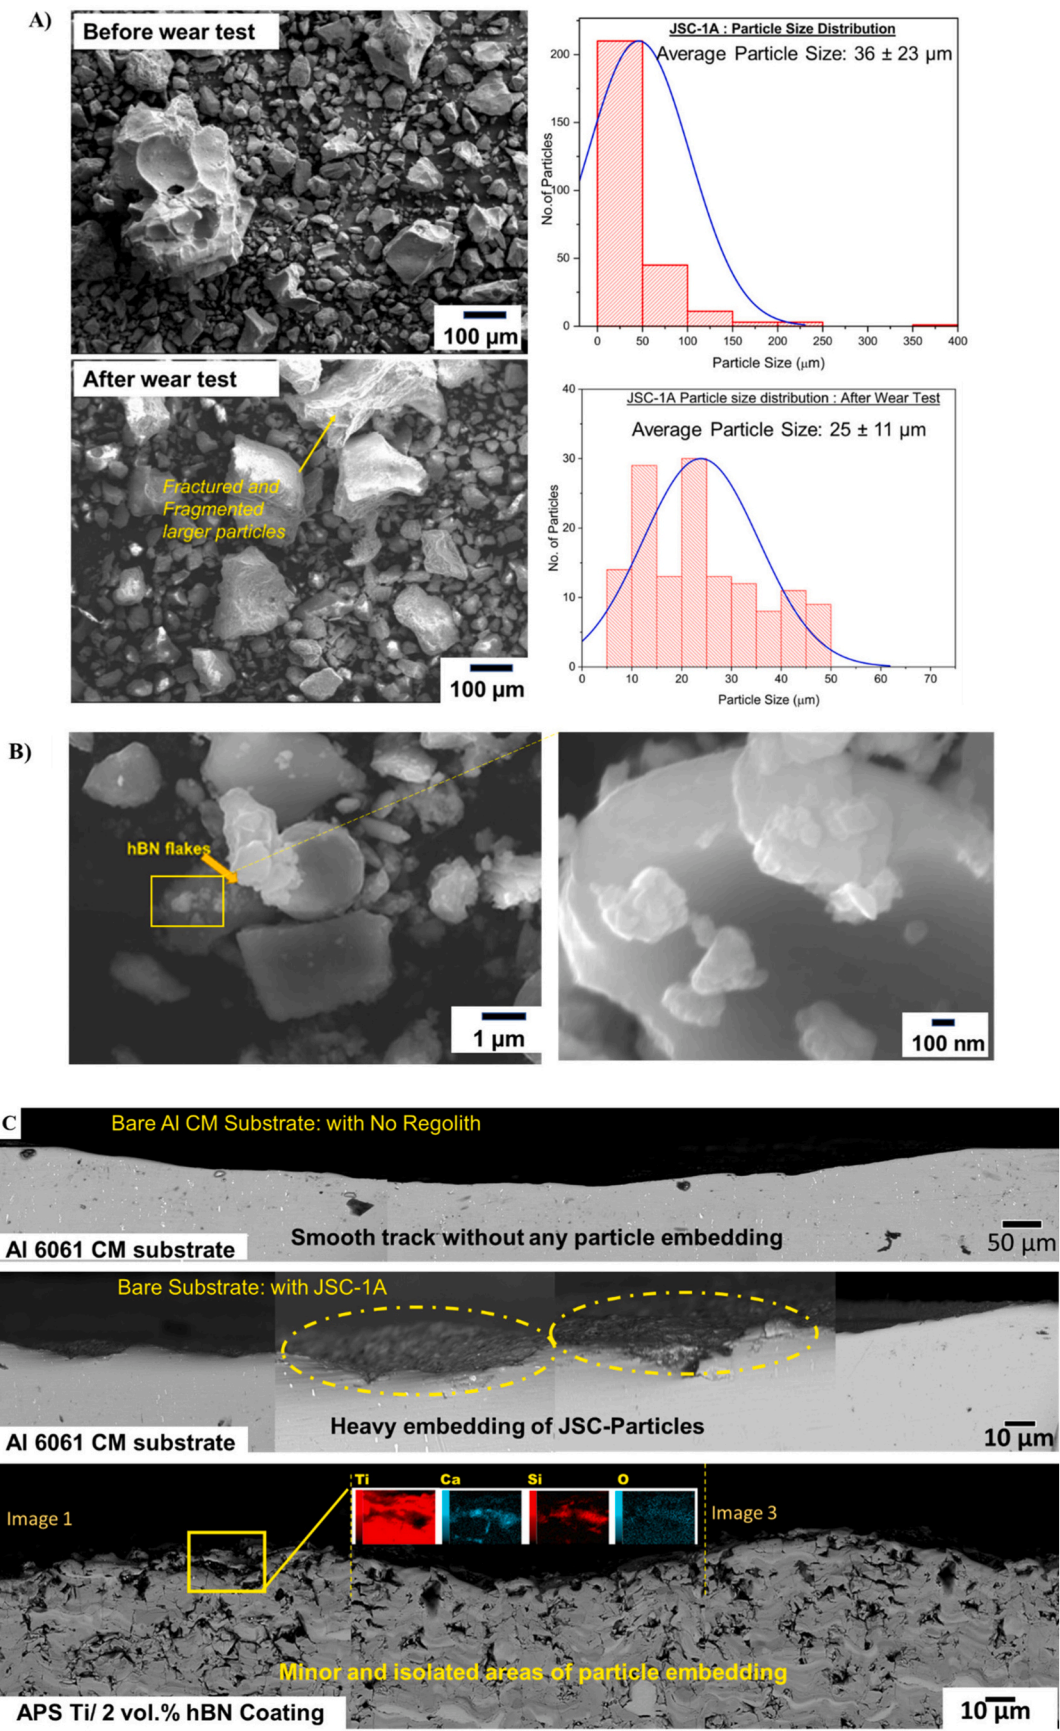 A)
Before wear test
100 µm
JSC-1A : Particle Size Distribution
Average Particle Size: 36 ± 23 µm
No.of Particles
200
150
100
50
0
0 50 100 150 200 250 300 350 400
Particle Size (µm)
After wear test
Fractured and
Fragmented
larger particles
100 µm
JSC-1A Particle size distribution : After Wear Test
Average Particle Size: 25 ± 11 µm
No. of Particles
40
30
20
10
0
0 10 20 30 40 50 60 70
Particle Size (µm)
B)
hBN flakes
1 µm
100 nm
C
Bare Al CM Substrate: with No Regolith
Smooth track without any particle embedding
Al 6061 CM substrate
50 µm
Bare Substrate: with JSC-1A
Heavy embedding of JSC-Particles
Al 6061 CM substrate
10 µm
Ti Ca Si O
Image 1
Image 3
Minor and isolated areas of particle embedding
APS Ti/ 2 vol.% hBN Coating
10 µm